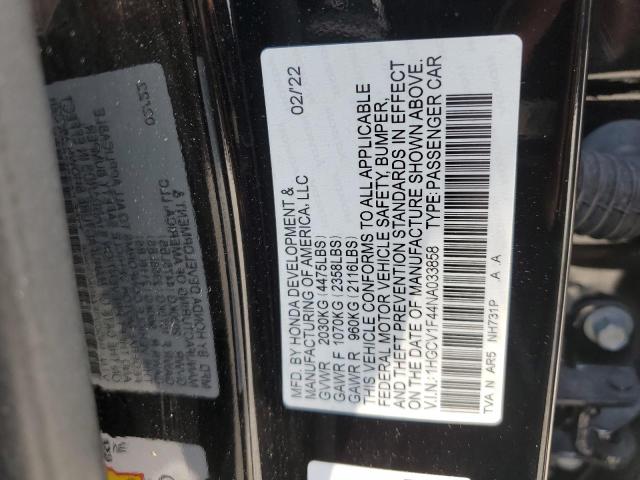 MFD. BY HONDA DEVELOPMENT & 02/'22
MANUFACTURING OF AMERICA, LLC
GVWR 2030KG (4475LBS)
GAWR F 1070KG (2358LBS)
GAWR R 960KG (2116LBS)
THIS VEHICLE CONFORMS TO ALL APPLICABLE
FEDERAL MOTOR VEHICLE SAFETY, BUMPER,
AND THEFT PREVENTION STANDARDS IN EFFECT
ON THE DATE OF MANUFACTURE SHOWN ABOVE.
V.I.N.: 1HGCV1F44NA033858 TYPE: PASSENGER CAR
TVA N AR5 NH731P A A